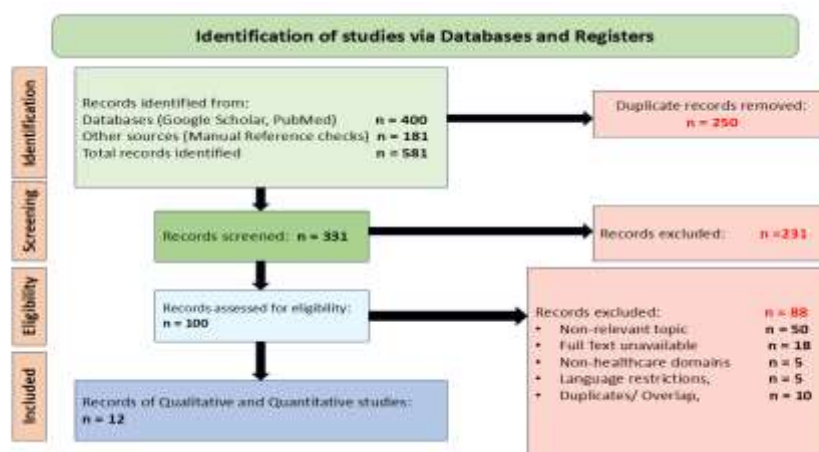 Identification of studies via Databases and Registers
Identification
Records identified from:
Databases (Google Scholar, PubMed) n = 400
Other sources (Manual Reference checks) n = 181
Total records identified n = 581
Duplicate records removed:
n = 250
Screening
Records screened: n = 331
Records excluded: n =231
Eligibility
Records assessed for eligibility:
n = 100
Records excluded: n = 88
• Non-relevant topic n = 50
• Full Text unavailable n = 18
• Non-healthcare domains n = 5
• Language restrictions, n = 5
• Duplicates/ Overlap, n = 10
Included
Records of Qualitative and Quantitative studies:
n = 12